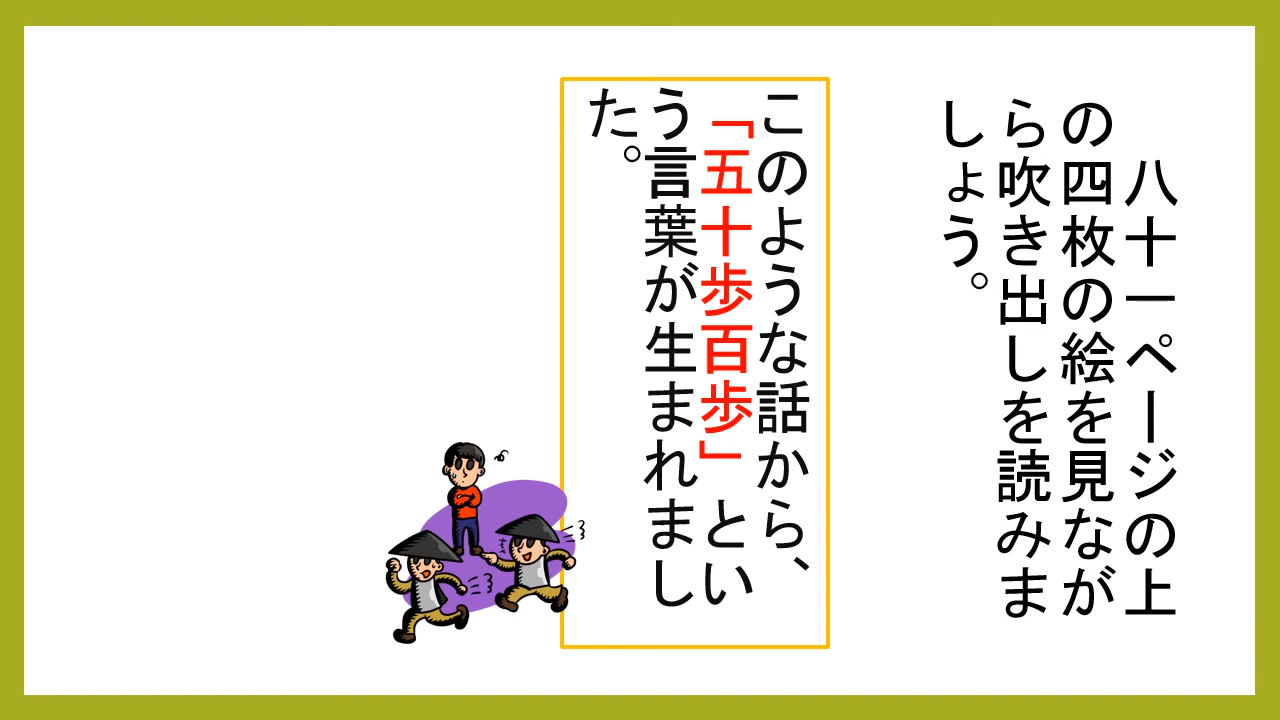 八十一ページの上
の四枚の絵を見なが
ら吹き出しを読みま
しょう。
このような話から、
「五十歩百歩」とい
う言葉が生まれまし
た。